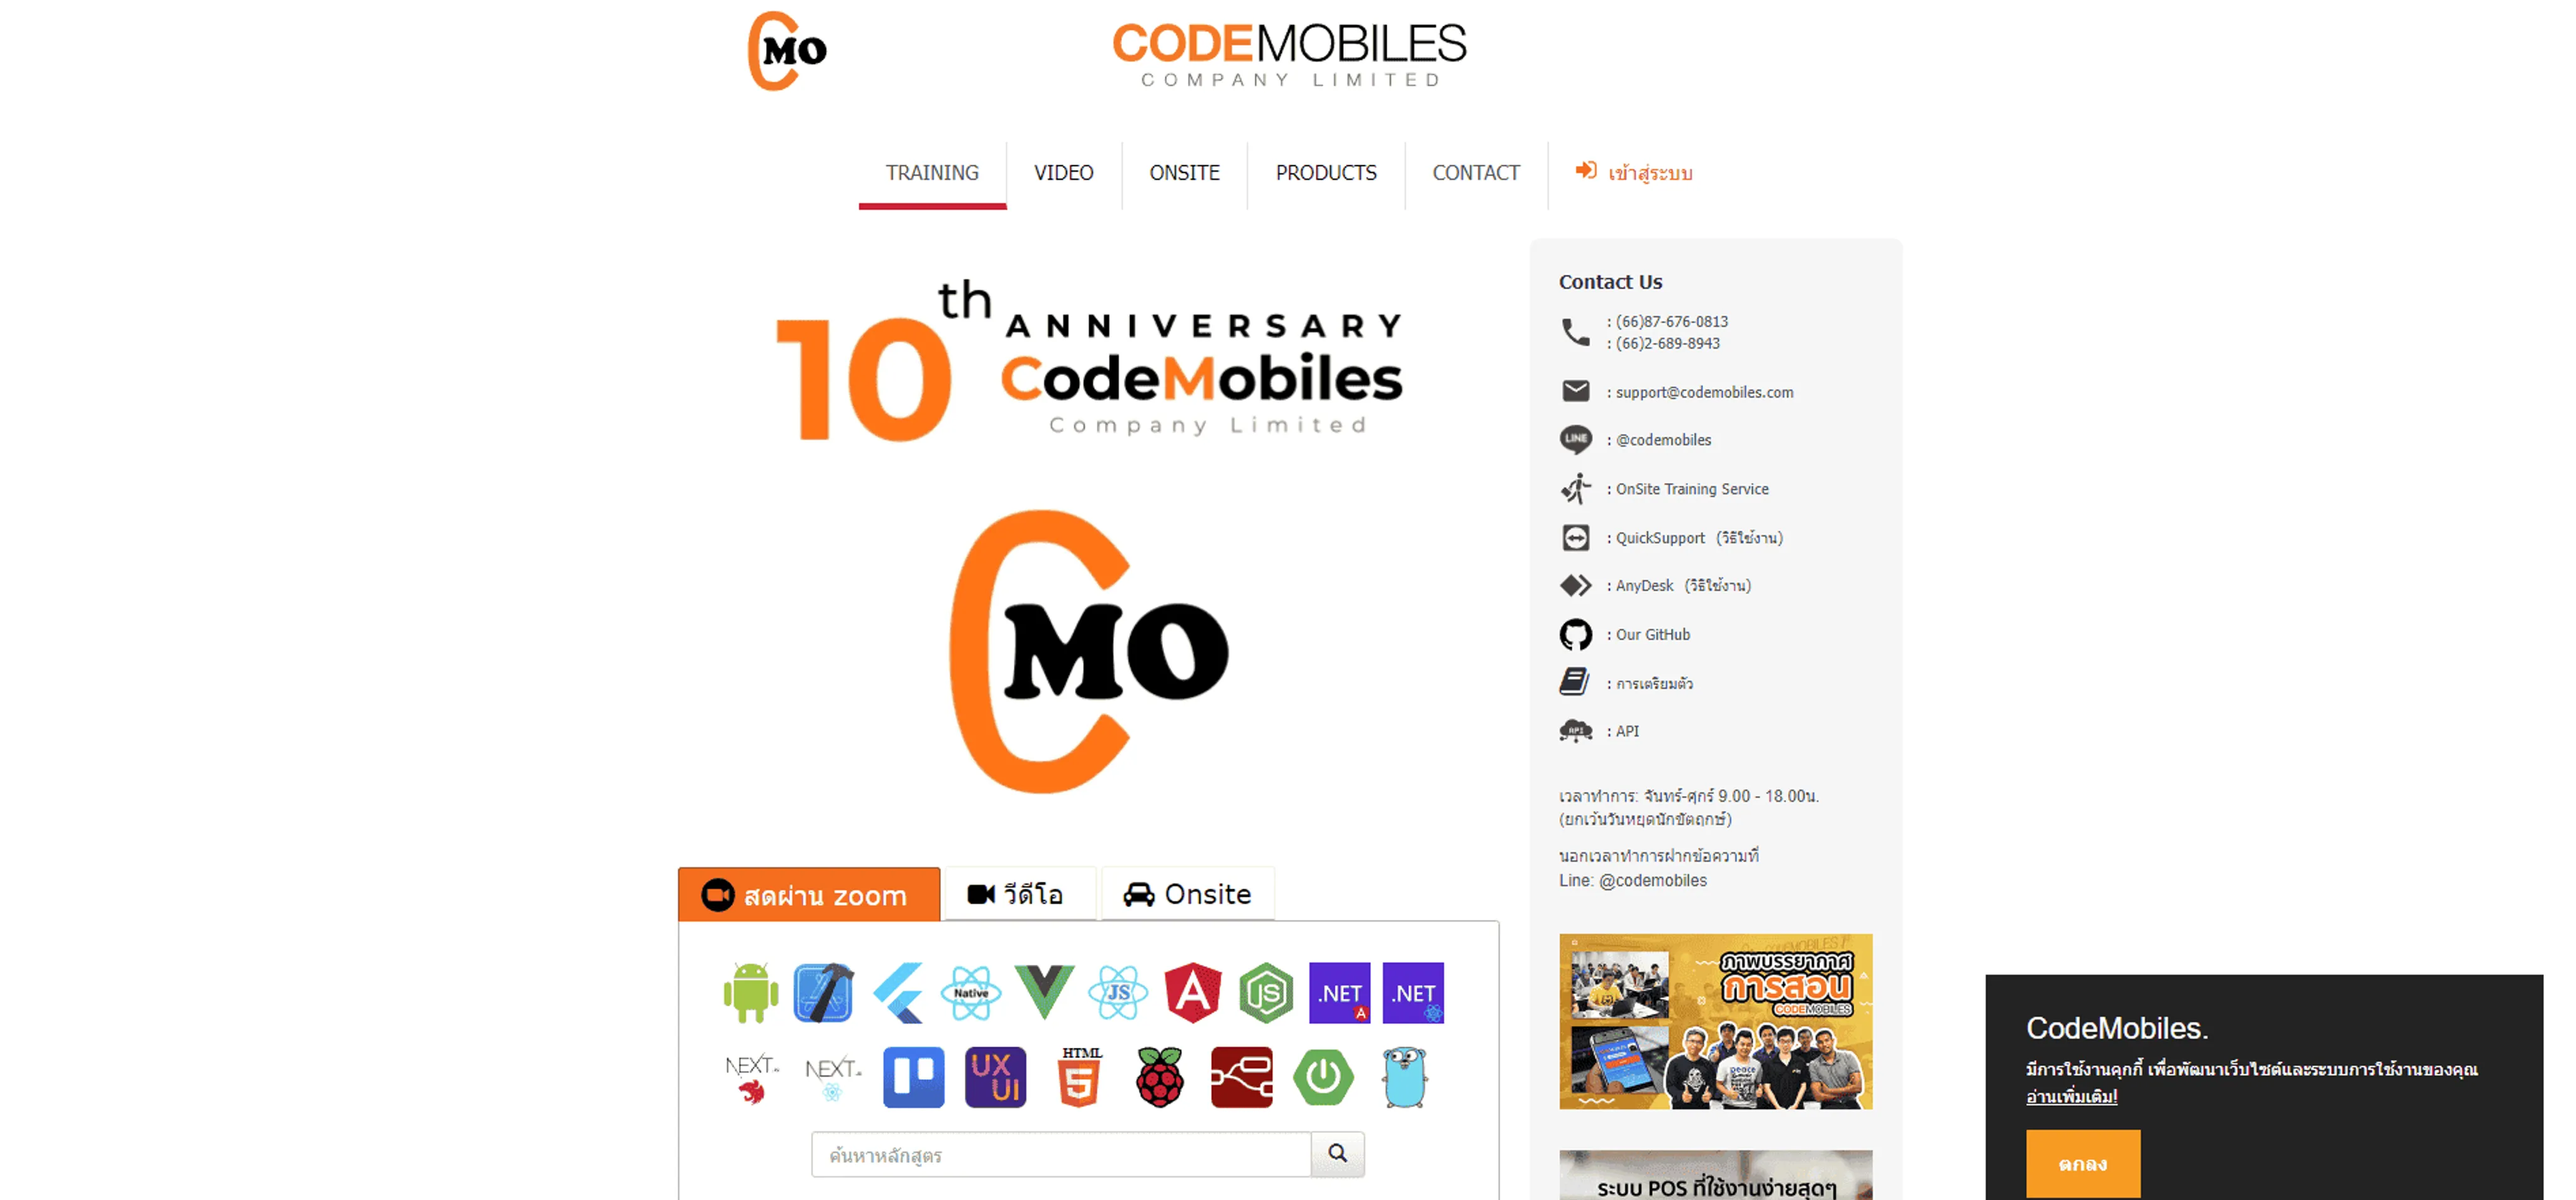 CMO
CODEMOBILES
COMPANY LIMITED
TRAINING
VIDEO
ONSITE
PRODUCTS
CONTACT
เข้าสู่ระบบ
10th ANNIVERSARY
CodeMobiles
Company Limited
CMO
สดผ่าน zoom
วีดีโอ
Onsite
Native
JS
A
JS
.NET
A
.NET
NEXT
NEXT
UX
UI
HTML
5
ค้นหาหลักสูตร
Contact Us
: (66)87-676-0813
: (66)2-689-8943
: support@codemobiles.com
LINE
: @codemobiles
: OnSite Training Service
: QuickSupport (วิธีใช้งาน)
: AnyDesk (วิธีใช้งาน)
: Our GitHub
: การเตรียมตัว
API
: API
เวลาทำการ: จันทร์-ศุกร์ 9.00 - 18.00น.
(ยกเว้นวันหยุดนักขัตฤกษ์)
นอกเวลาทำการฝากข้อความที่
Line: @codemobiles
ภาพบรรยากาศ
การสอน
CODEMOBILES
ระบบ POS ที่ใช้งานง่ายสุดๆ
CodeMobiles.
มีการใช้งานคุกกี้ เพื่อพัฒนาเว็บไซต์และระบบการใช้งานของคุณ
อ่านเพิ่มเติม!
ตกลง